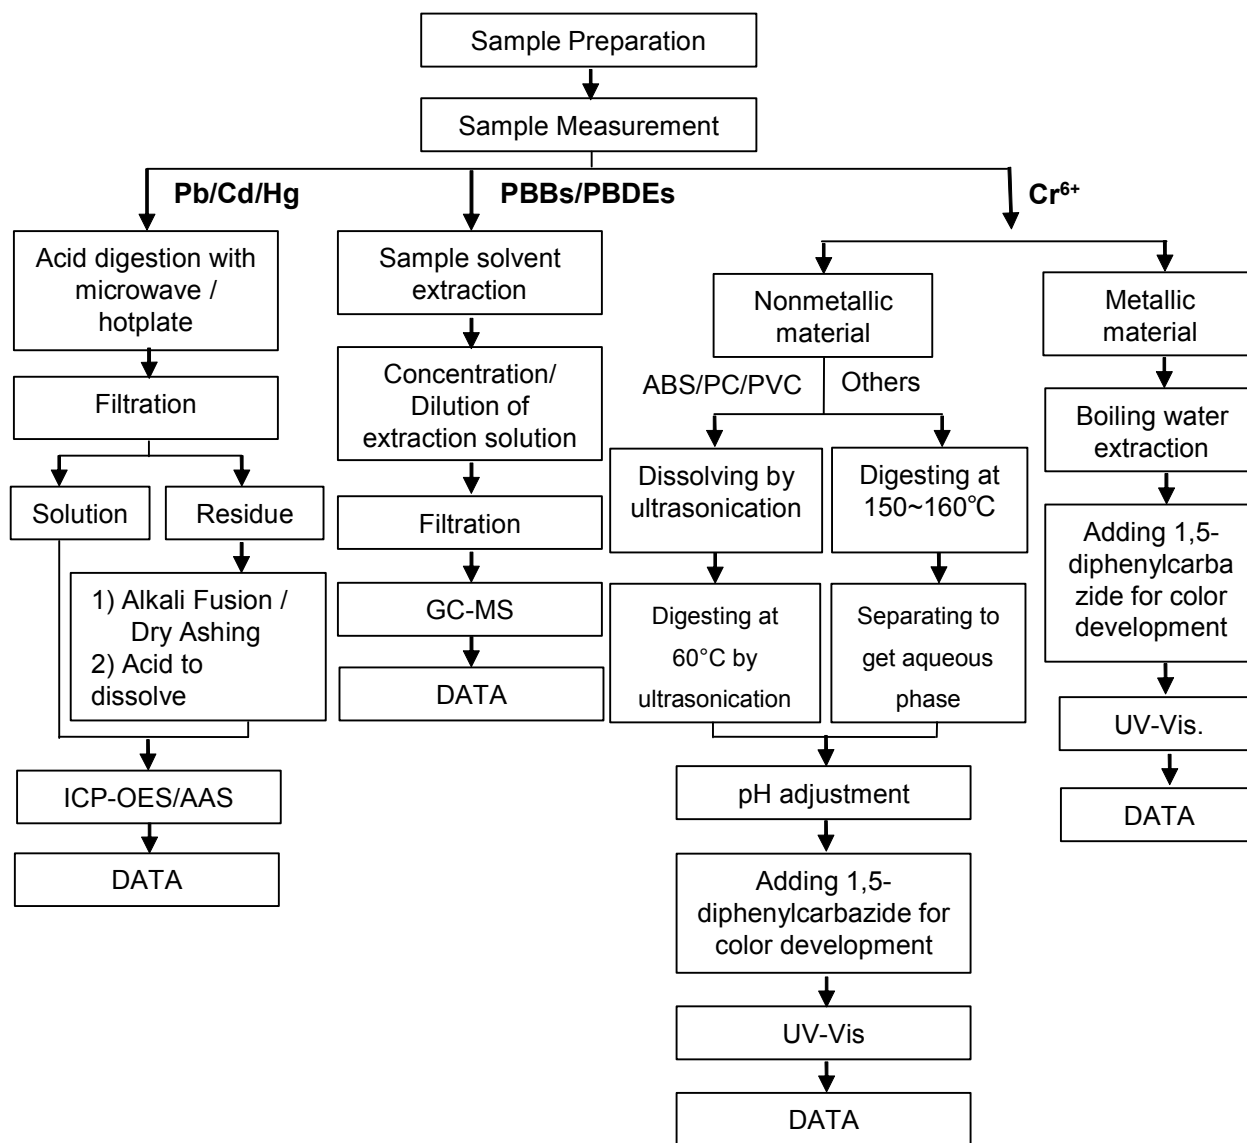 Sample Preparation
Sample Measurement
Pb/Cd/Hg
PBBs/PBDEs
Cr⁶⁺
Acid digestion with
microwave /
hotplate
Filtration
Solution
Residue
1) Alkali Fusion /
Dry Ashing
2) Acid to
dissolve
ICP-OES/AAS
DATA
Sample solvent
extraction
Concentration/
Dilution of
extraction solution
Filtration
GC-MS
DATA
Nonmetallic
material
ABS/PC/PVC
Others
Dissolving by
ultrasonication
Digesting at
60°C by
ultrasonication
Digesting at
150~160℃
Separating to
get aqueous
phase
pH adjustment
Adding 1,5-
diphenylcarbazide for
color development
UV-Vis
DATA
Metallic
material
Boiling water
extraction
Adding 1,5-
diphenylcarba
zide for color
development
UV-Vis.
DATA